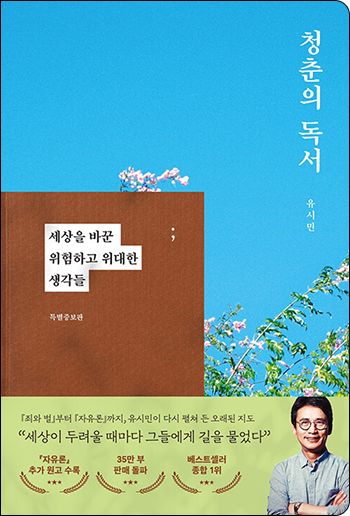 청춘의 독서
유시민
세상을 바꾼
위험하고 위대한
생각들
;
특별증보판
『죄와 벌』부터 『자유론』까지, 유시민이 다시 펼쳐 든 오래된 지도
“세상이 두려울 때마다 그들에게 길을 물었다”
『자유론』
추가 원고 수록
35만 부
판매 돌파
베스트셀러
종합 1위